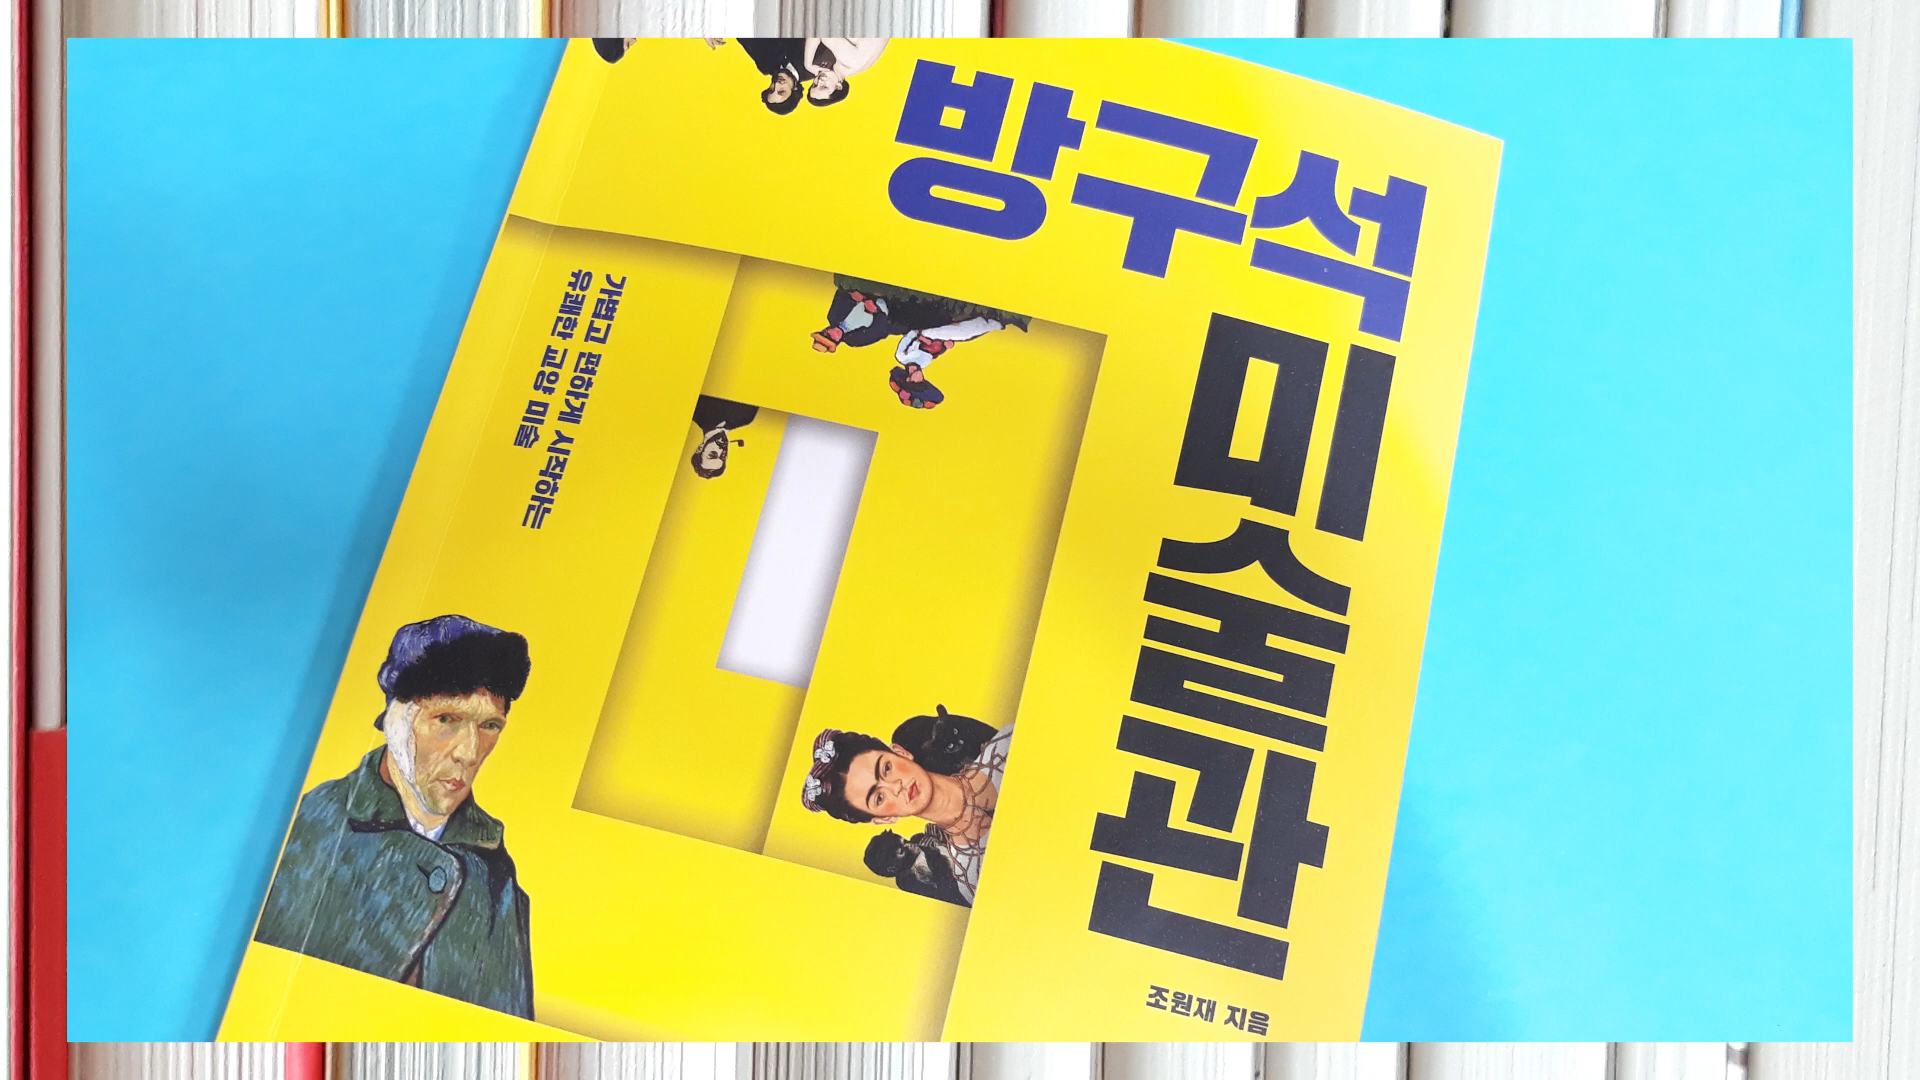 방구석
미술관
가볍고 편하게 시작하는
유쾌한 교양 미술
조원재 지음